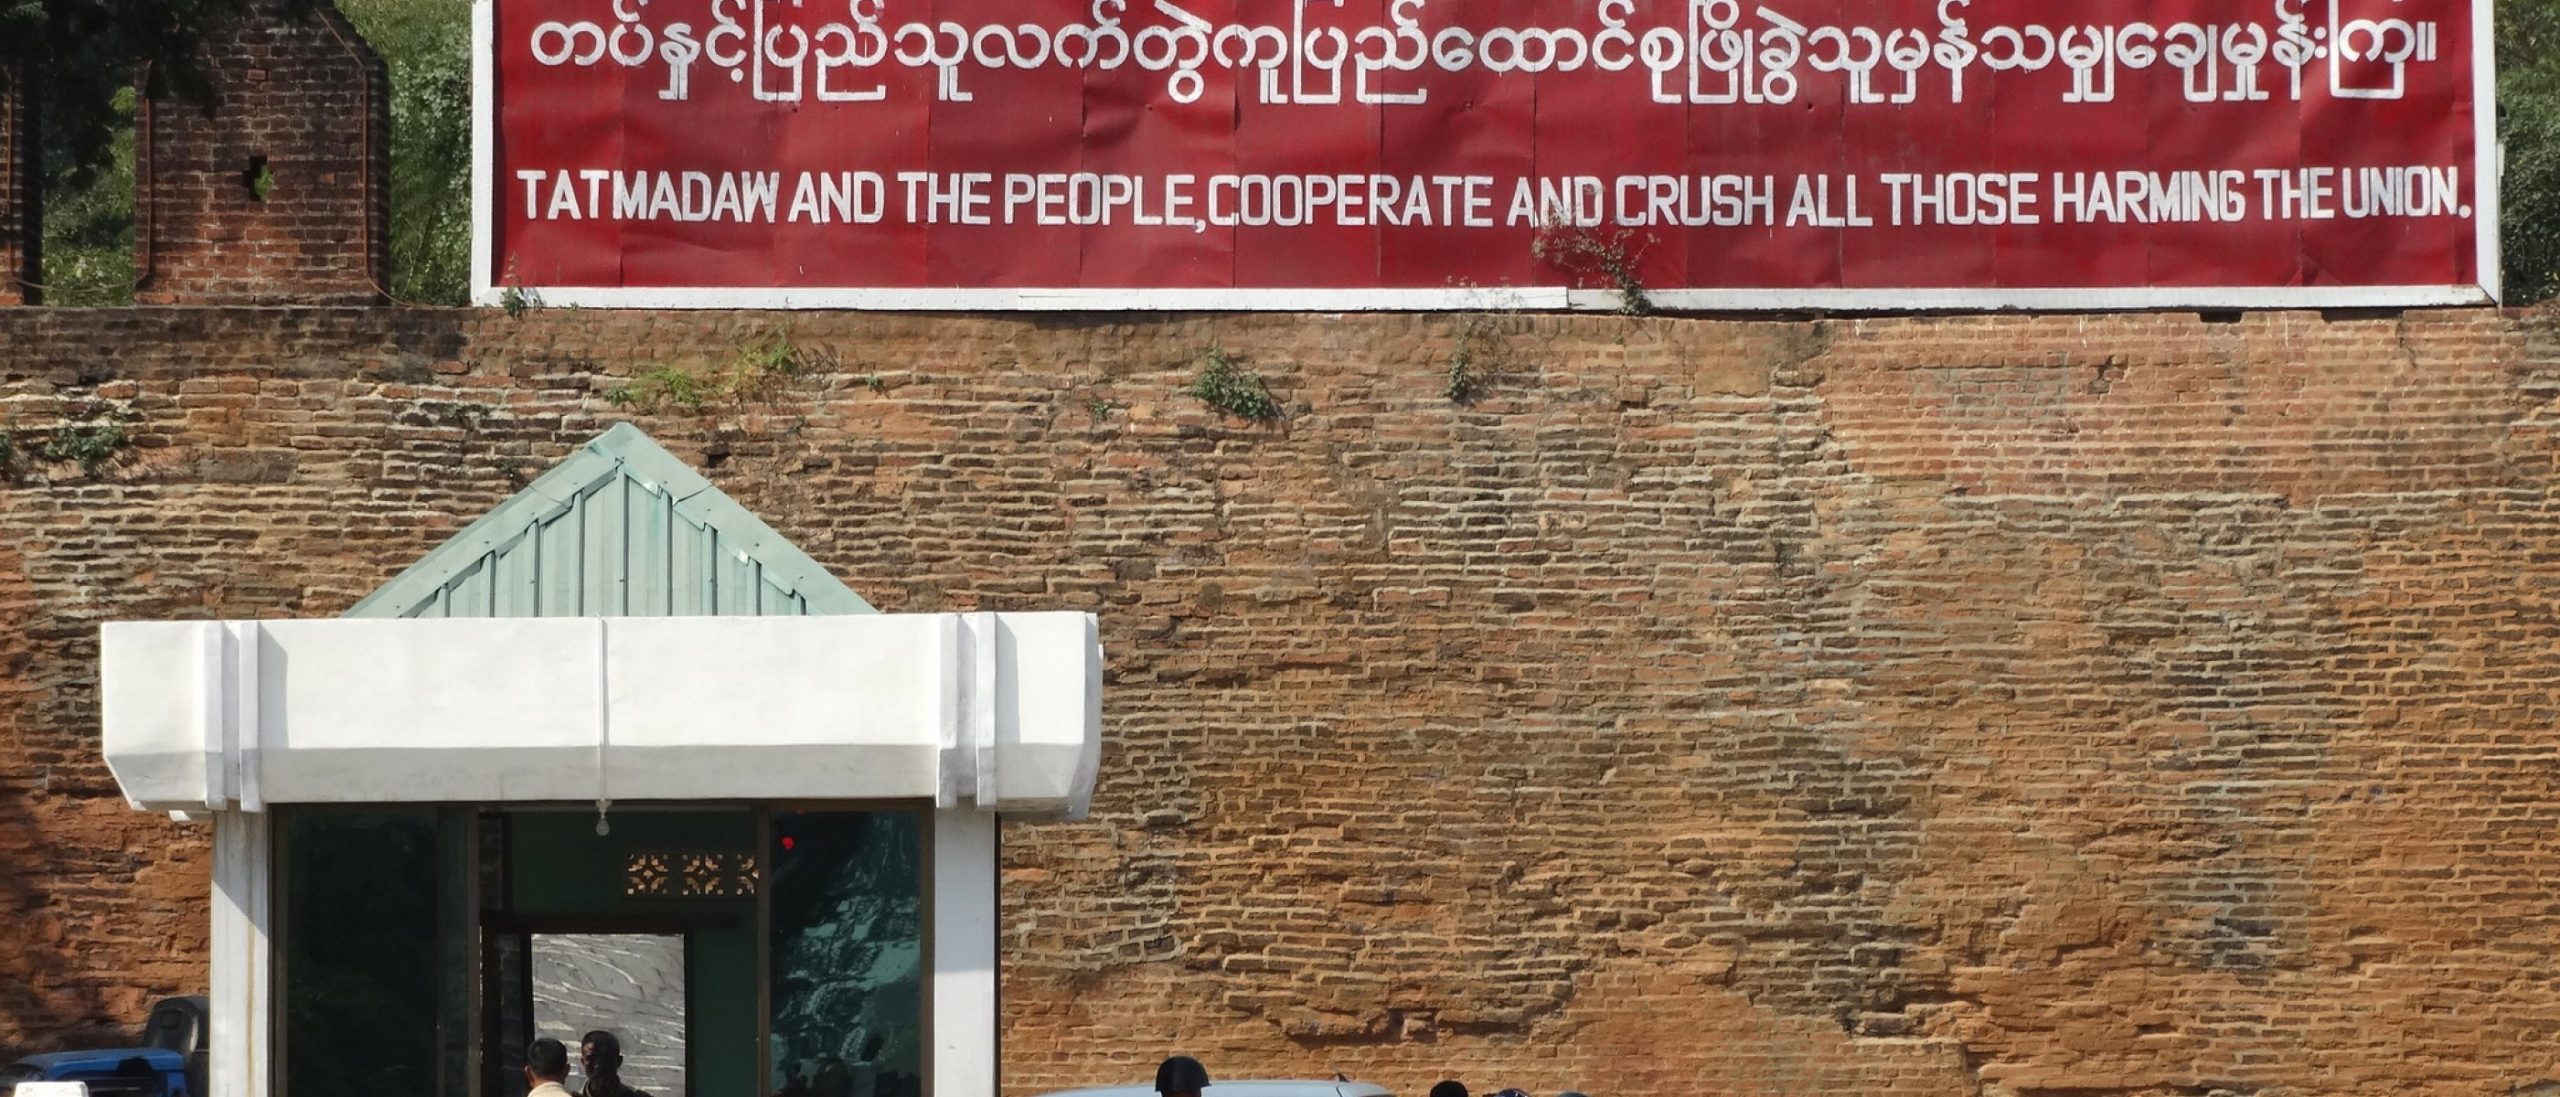 တပ်နှင့်ပြည်သူလက်တွဲကူပြည်ထောင်စုဖြိုခွဲသူမှန်သမျှချေမှုန်းကြ။
TATMADAW AND THE PEOPLE, COOPERATE AND CRUSH ALL THOSE HARMING THE UNION.